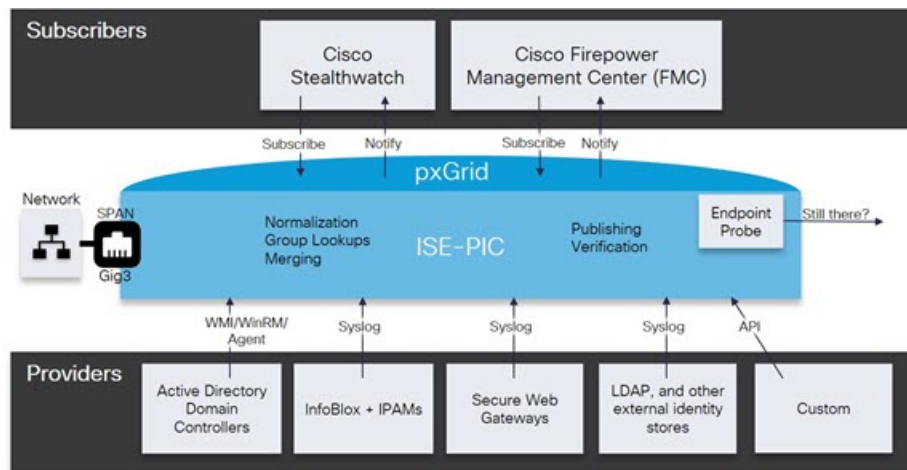 Subscribers
Cisco
Stealthwatch
Cisco Firepower
Management Center (FMC)
Subscribe
Notify
Subscribe
Notify
pxGrid
Network
SPAN
Gig3
Normalization
Group Lookups
Merging
ISE-PIC
Publishing
Verification
Endpoint
Probe
Still there?
WMI/WinRM/
Agent
Syslog
Syslog
Syslog
API
Providers
Active Directory
Domain
Controllers
InfoBlox + IPAMs
Secure Web
Gateways
LDAP, and other
external identity
stores
Custom